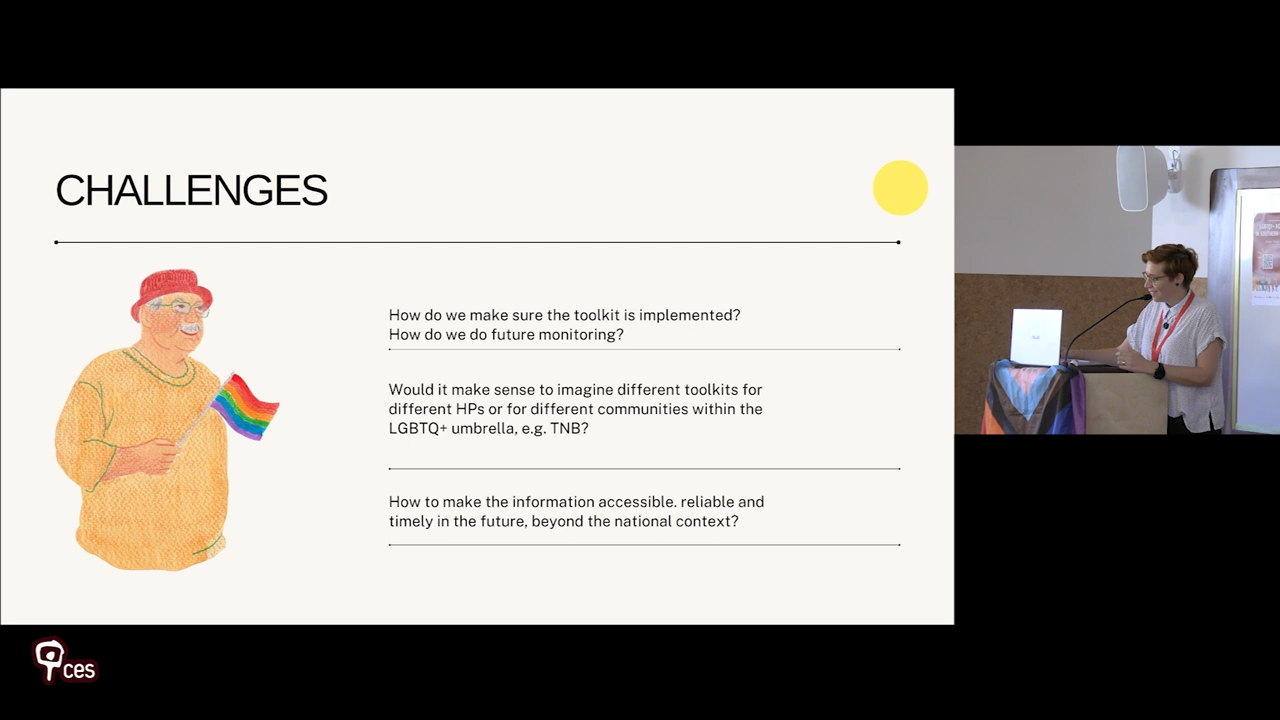 CHALLENGES
How do we make sure the toolkit is implemented?
How do we do future monitoring?
Would it make sense to imagine different toolkits for
different HPs or for different communities within the
LGBTQ+ umbrella, e.g. TNB?
How to make the information accessible. reliable and
timely in the future, beyond the national context?
ces